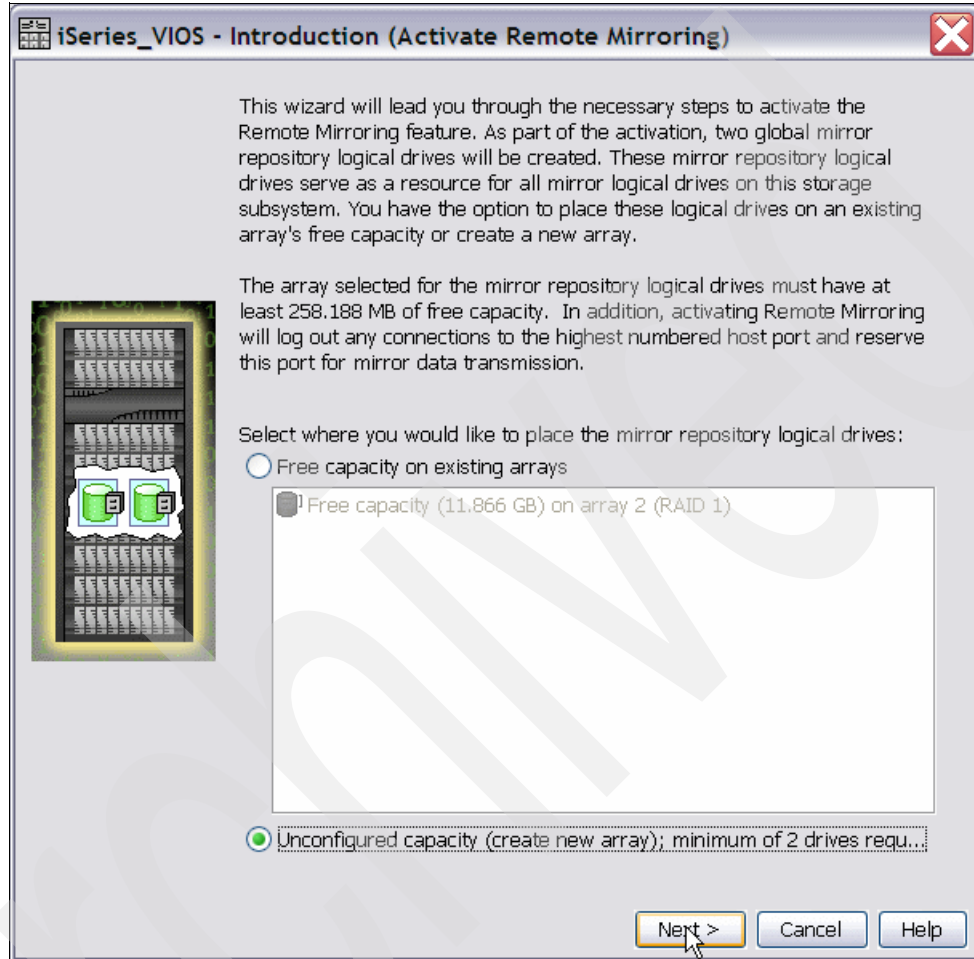 iSeries_VIOS - Introduction (Activate Remote Mirroring)
This wizard will lead you through the necessary steps to activate the
Remote Mirroring feature. As part of the activation, two global mirror
repository logical drives will be created. These mirror repository logical
drives serve as a resource for all mirror logical drives on this storage
subsystem. You have the option to place these logical drives on an existing
array's free capacity or create a new array.
The array selected for the mirror repository logical drives must have at
least 258.188 MB of free capacity. In addition, activating Remote Mirroring
will log out any connections to the highest numbered host port and reserve
this port for mirror data transmission.
Select where you would like to place the mirror repository logical drives:
Free capacity on existing arrays
Free capacity (11.866 GB) on array 2 (RAID 1)
Unconfigured capacity (create new array); minimum of 2 drives requ...
Next >
Cancel
Help